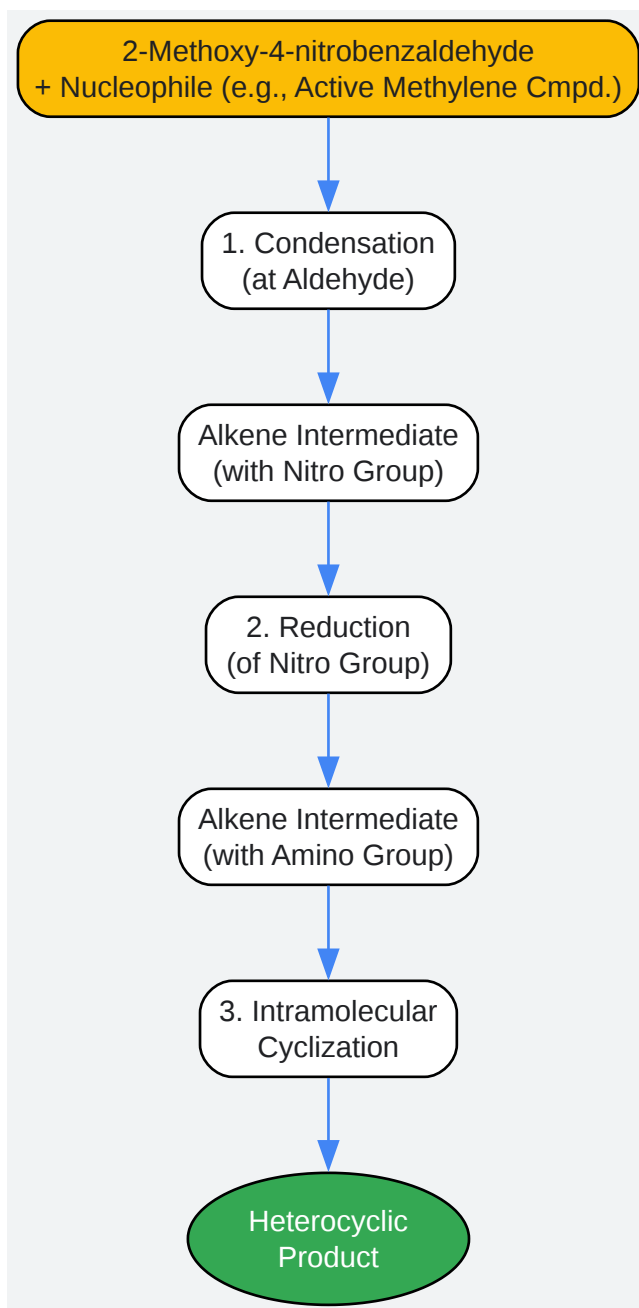 2-Methoxy-4-nitrobenzaldehyde
+ Nucleophile (e.g., Active Methylene Cmpd.)
1. Condensation
(at Aldehyde)
Alkene Intermediate
(with Nitro Group)
2. Reduction
(of Nitro Group)
Alkene Intermediate
(with Amino Group)
3. Intramolecular
Cyclization
Heterocyclic
Product